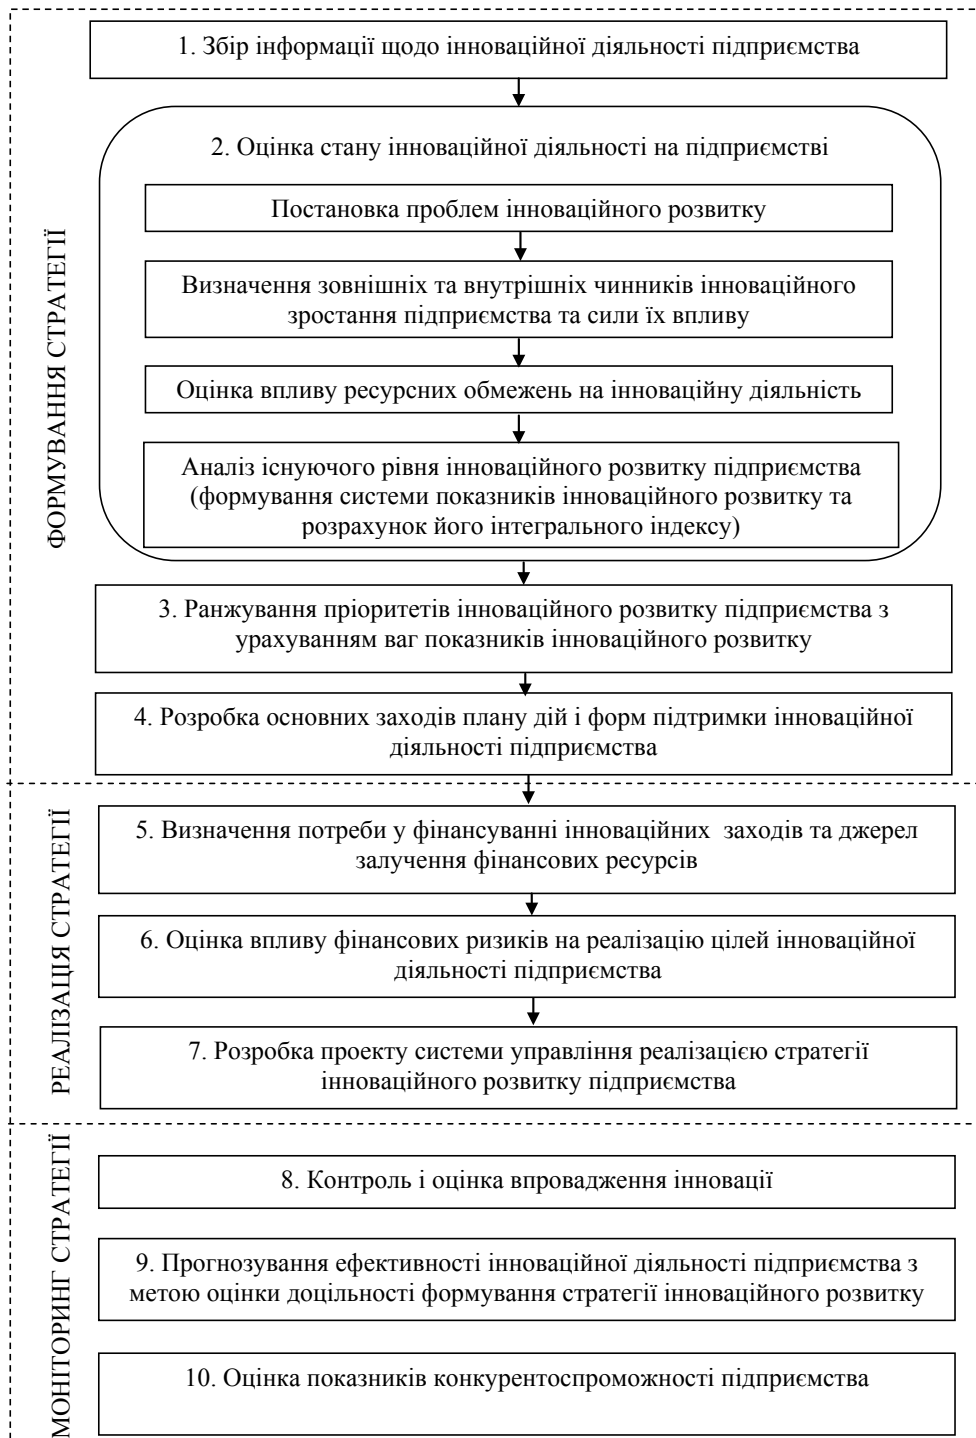 ФОРМУВАННЯ СТРАТЕГІЇ
1. Збір інформації щодо інноваційної діяльності підприємства
2. Оцінка стану інноваційної діяльності на підприємстві
Постановка проблем інноваційного розвитку
Визначення зовнішніх та внутрішніх чинників інноваційного
зростання підприємства та сили їх впливу
Оцінка впливу ресурсних обмежень на інноваційну діяльність
Аналіз існуючого рівня інноваційного розвитку підприємства
(формування системи показників інноваційного розвитку та
розрахунок його інтегрального індексу)
3. Ранжування пріоритетів інноваційного розвитку підприємства з
урахуванням ваг показників інноваційного розвитку
4. Розробка основних заходів плану дій і форм підтримки інноваційної
діяльності підприємства
РЕАЛІЗАЦІЯ СТРАТЕГІЇ
5. Визначення потреби у фінансуванні інноваційних заходів та джерел
залучення фінансових ресурсів
6. Оцінка впливу фінансових ризиків на реалізацію цілей інноваційної
діяльності підприємства
7. Розробка проекту системи управління реалізацією стратегії
інноваційного розвитку підприємства
МОНІТОРИНГ СТРАТЕГІЇ
8. Контроль і оцінка впровадження інновації
9. Прогнозування ефективності інноваційної діяльності підприємства з
метою оцінки доцільності формування стратегії інноваційного розвитку
10. Оцінка показників конкурентоспроможності підприємства